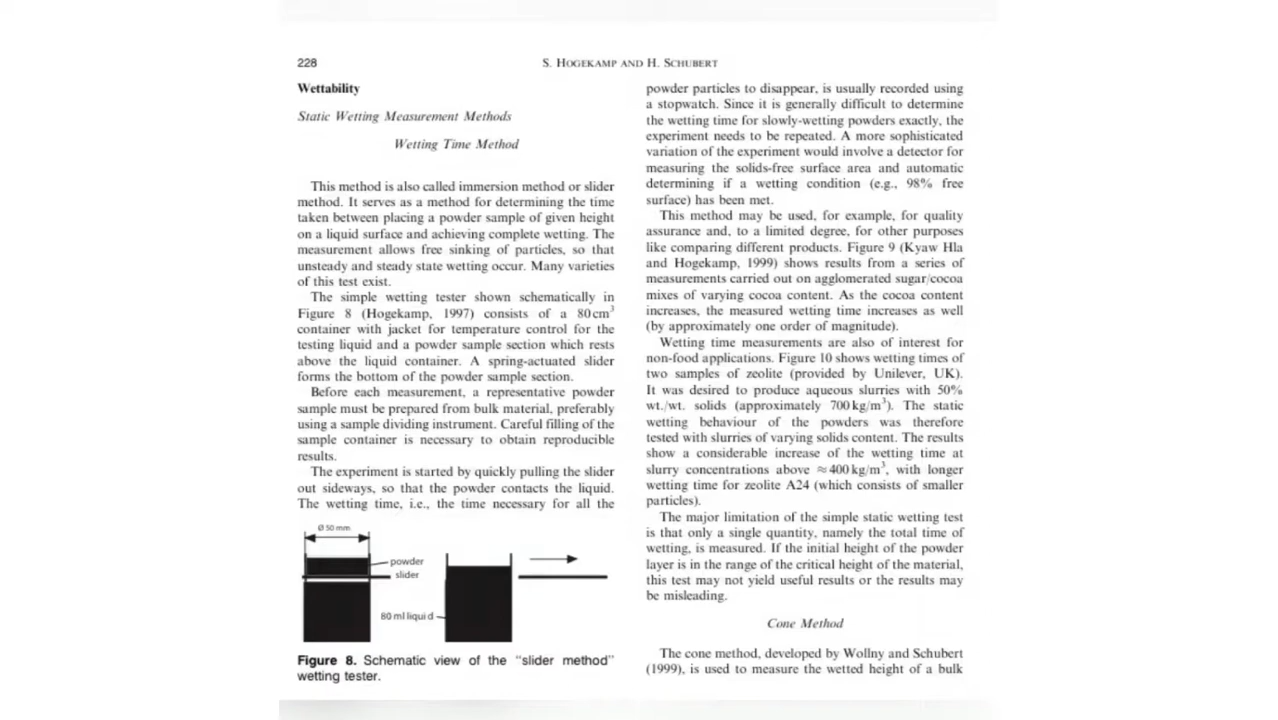 228
S. HOGEKAMP AND H. SCHUBERT
Wettability
Static Wetting Measurement Methods
Wetting Time Method
This method is also called immersion method or slider
method. It serves as a method for determining the time
taken between placing a powder sample of given height
on a liquid surface and achieving complete wetting. The
measurement allows free sinking of particles, so that
unsteady and steady state wetting occur. Many varieties
of this test exist.
The simple wetting tester shown schematically in
Figure 8 (Hogekamp, 1997) consists of a 80 cm³
container with jacket for temperature control for the
testing liquid and a powder sample section which rests
above the liquid container. A spring-actuated slider
forms the bottom of the powder sample section.
Before each measurement, a representative powder
sample must be prepared from bulk material, preferably
using a sample dividing instrument. Careful filling of the
sample container is necessary to obtain reproducible
results.
The experiment is started by quickly pulling the slider
out sideways, so that the powder contacts the liquid.
The wetting time, i.e., the time necessary for all the
Ø 50 mm
powder
slider
80 ml liquid
Figure 8. Schematic view of the "slider method"
wetting tester.
powder particles to disappear, is usually recorded using
a stopwatch. Since it is generally difficult to determine
the wetting time for slowly-wetting powders exactly, the
experiment needs to be repeated. A more sophisticated
variation of the experiment would involve a detector for
measuring the solids-free surface area and automatic
determining if a wetting condition (e.g., 98% free
surface) has been met.
This method may be used, for example, for quality
assurance and, to a limited degree, for other purposes
like comparing different products. Figure 9 (Kyaw Hla
and Hogekamp, 1999) shows results from a series of
measurements carried out on agglomerated sugar/cocoa
mixes of varying cocoa content. As the cocoa content
increases, the measured wetting time increases as well
(by approximately one order of magnitude).
Wetting time measurements are also of interest for
non-food applications. Figure 10 shows wetting times of
two samples of zeolite (provided by Unilever, UK).
It was desired to produce aqueous slurries with 50%
wt./wt. solids (approximately 700 kg/m³). The static
wetting behaviour of the powders was therefore
tested with slurries of varying solids content. The results
show a considerable increase of the wetting time at
slurry concentrations above ≈400 kg/m³, with longer
wetting time for zeolite A24 (which consists of smaller
particles).
The major limitation of the simple static wetting test
is that only a single quantity, namely the total time of
wetting, is measured. If the initial height of the powder
layer is in the range of the critical height of the material,
this test may not yield useful results or the results may
be misleading.
Cone Method
The cone method, developed by Wollny and Schubert
(1999), is used to measure the wetted height of a bulk